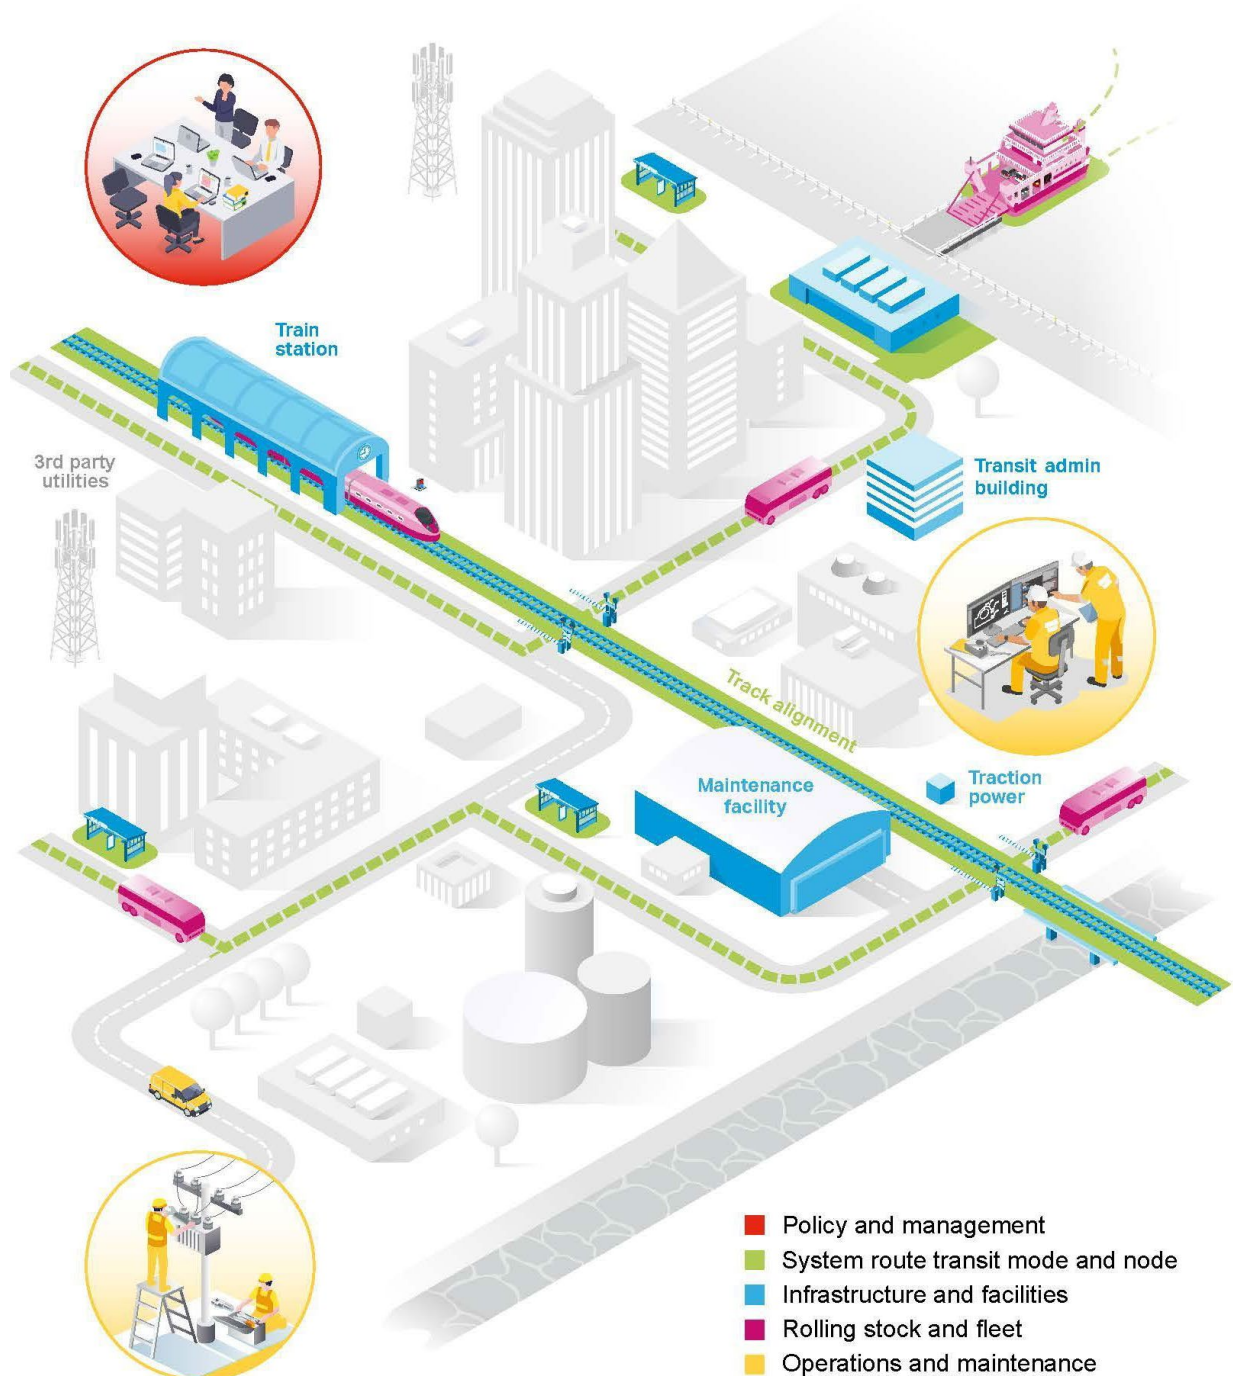 Train
station
3rd party
utilities
Transit admin
building
Track alignment
Maintenance
facility
Traction
power
Policy and management
System route transit mode and node
Infrastructure and facilities
Rolling stock and fleet
Operations and maintenance